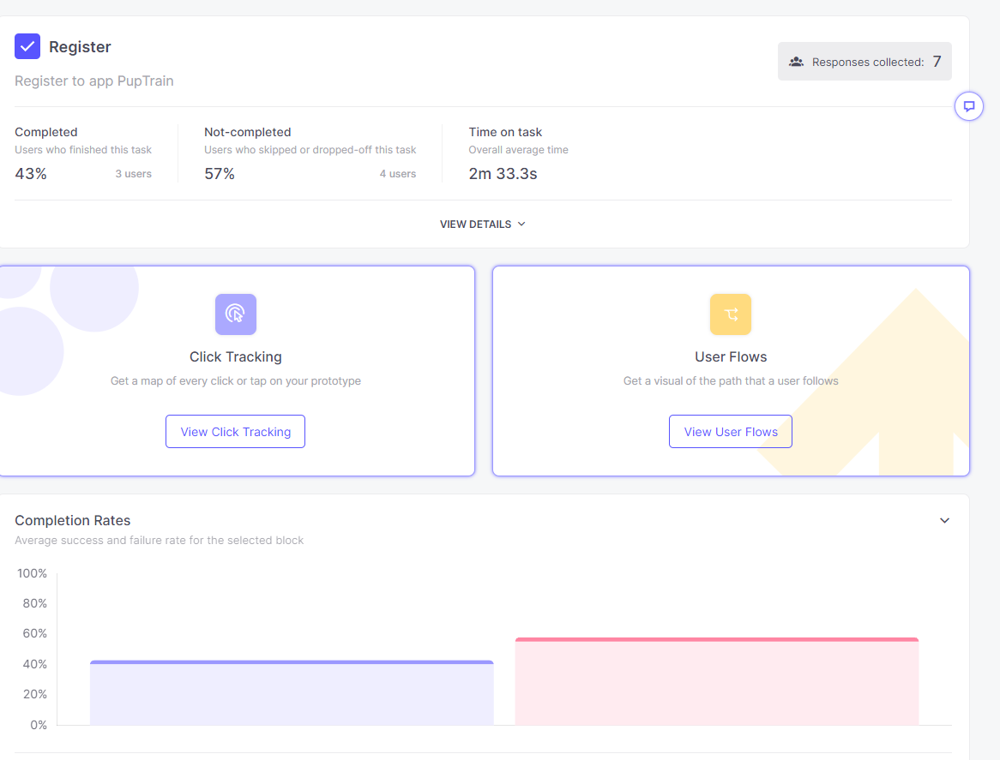 Register
Responses collected: 7
Register to app PupTrain
Completed
Users who finished this task
43% 3 users
Not-completed
Users who skipped or dropped-off this task
57% 4 users
Time on task
Overall average time
2m 33.3s
VIEW DETAILS
Click Tracking
Get a map of every click or tap on your prototype
View Click Tracking
User Flows
Get a visual of the path that a user follows
View User Flows
Completion Rates
Average success and failure rate for the selected block
100%
80%
60%
40%
20%
0%